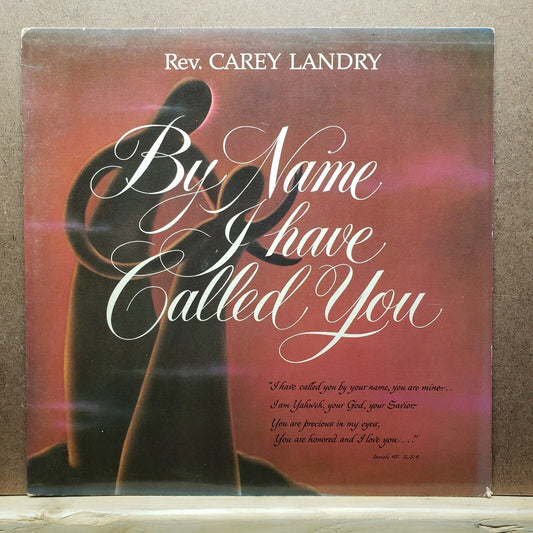 Rev. CAREY LANDRY
By Name
I have
Called You
"I have called you by your name, you are mine...
I am Yahweh, your God, your Savior.
You are precious in my eyes,
You are honored and I love you...."
Isaiah 43: 2,3,4